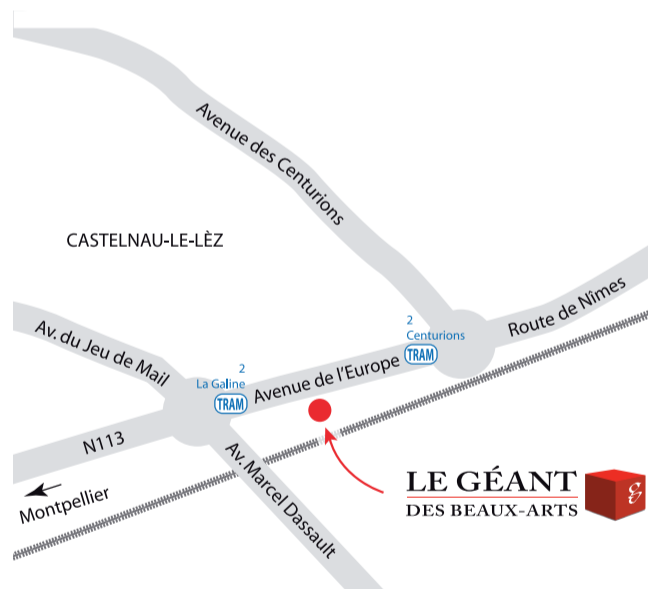 Avenue des Centurions
CASTELNAU-LE-LÈZ
Route de Nîmes
2
Centurions
TRAM
Av. du Jeu de Mail
2
La Galine
TRAM
Avenue de l'Europe
N113
Av. Marcel Dassault
Montpellier
LE GÉANT
DES BEAUX-ARTS